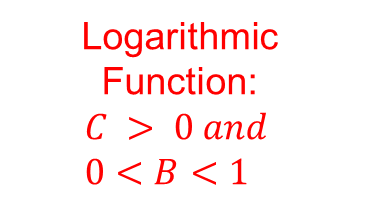 Logarithmic
Function:
C > 0 and
0 < B < 1